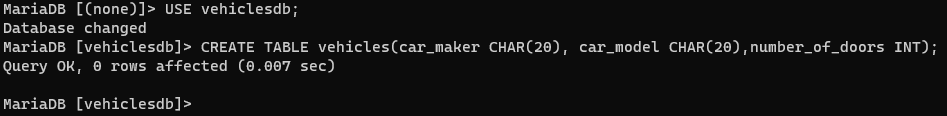 MariaDB [(none)]> USE vehiclesdb;
Database changed
MariaDB [vehiclesdb]> CREATE TABLE vehicles(car_maker CHAR(20), car_model CHAR(20),number_of_doors INT);
Query OK, 0 rows affected (0.007 sec)
MariaDB [vehiclesdb]>